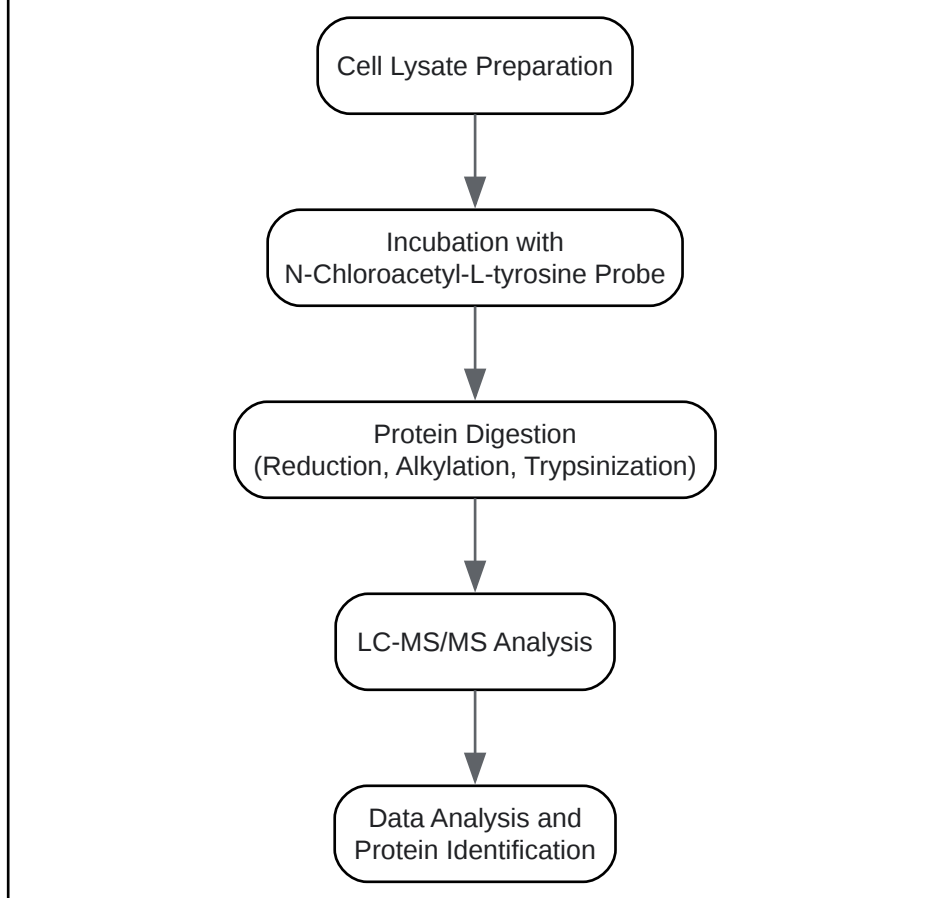 Cell Lysate Preparation
Incubation with
N-Chloroacetyl-L-tyrosine Probe
Protein Digestion
(Reduction, Alkylation, Trypsinization)
LC-MS/MS Analysis
Data Analysis and
Protein Identification